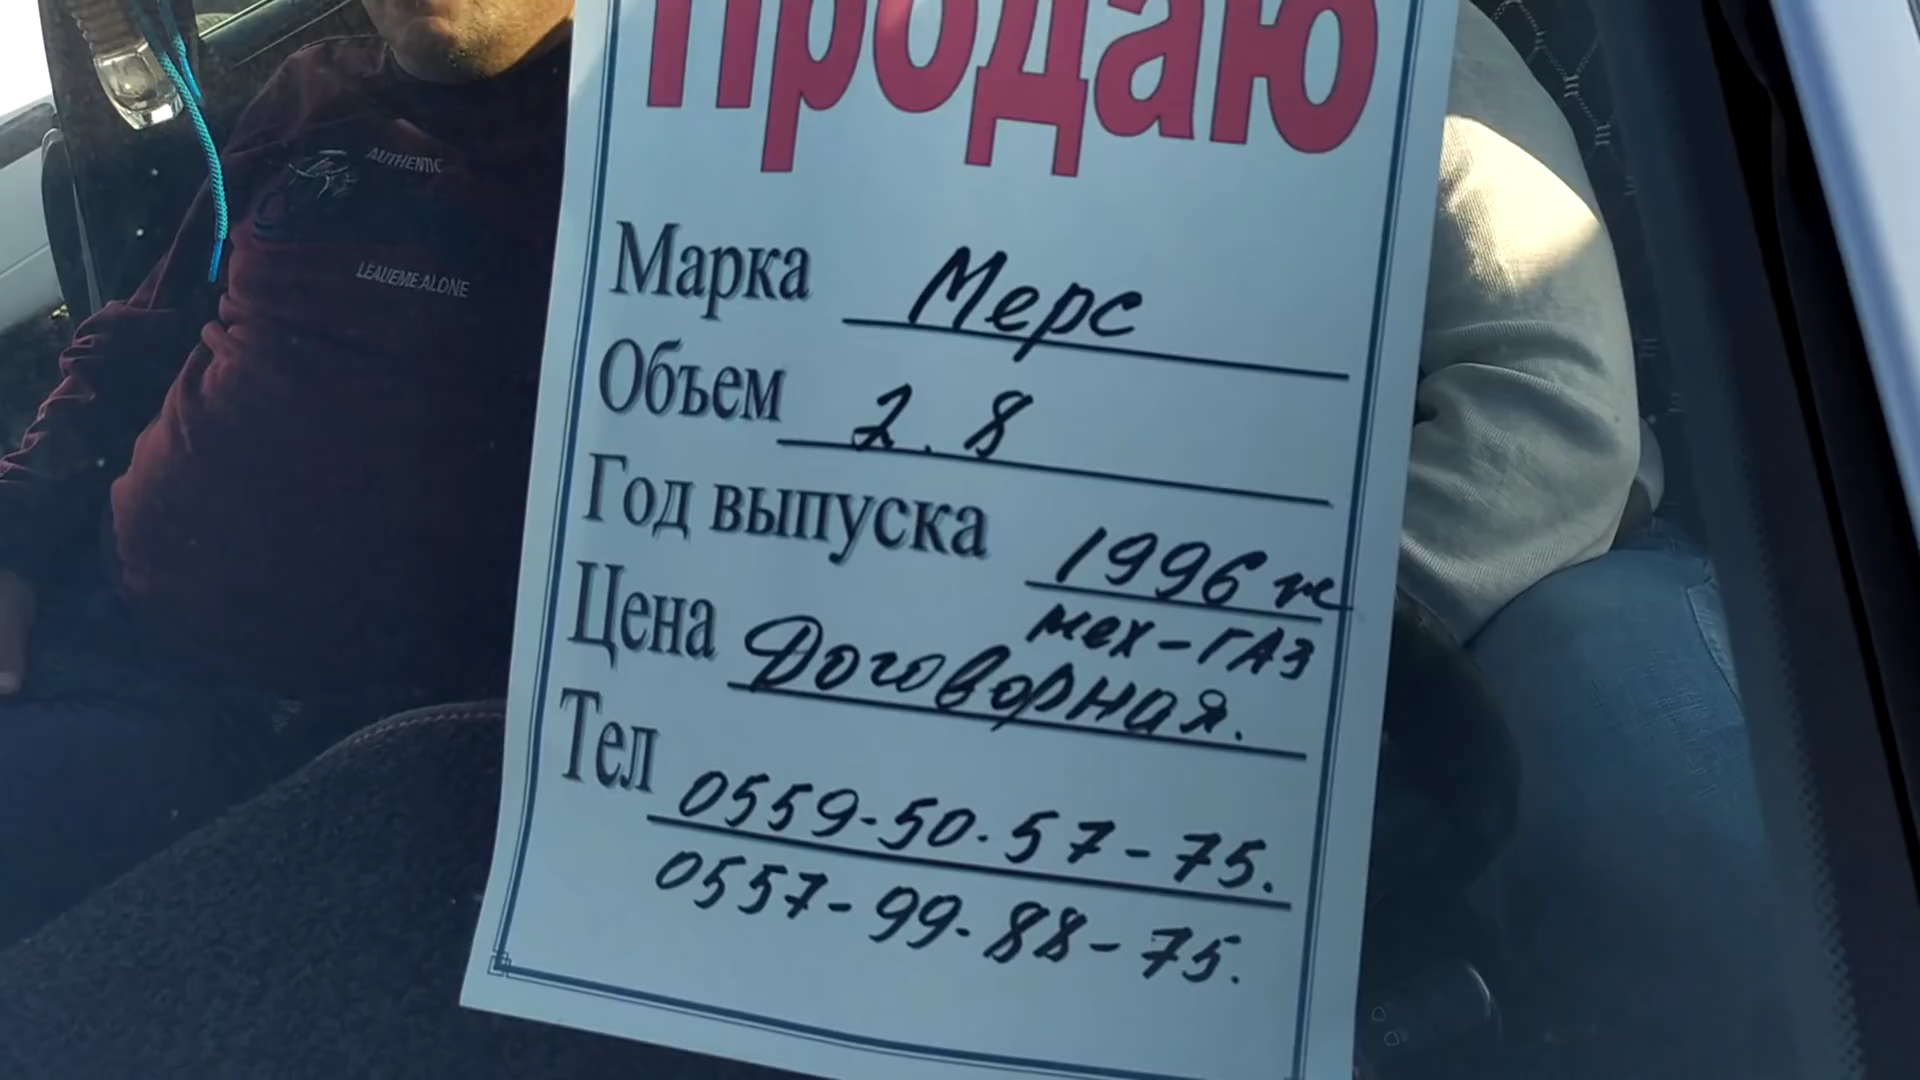 Продаю
AUTHENTIC
LEAVEME ALONE
Марка Мерс
Объем 2.8
Год выпуска 1996
мех-ГАЗ
Цена Договорная.
Тел 0559-50-57-75.
0557-99-88-75.